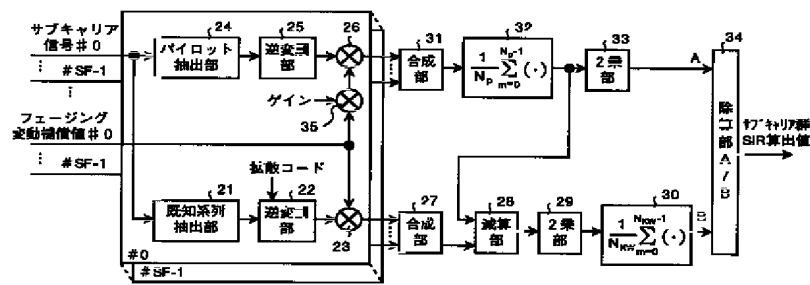 サブキャリア
信号#0
#SF-1
フェージング
変動補償値#0
#SF-1
24
パイロット
抽出部
25
逆変調
部
26
ゲイン
35
拡散コード
21
既知系列
抽出部
22
逆変調
部
23
#0
#SF-1
31
合成
部
32
1/N_P Σ_{m=0}^{N_P-1} (・)
33
2乗
部
A
34
除算部A/B
サブキャリア群
SIR算出値
27
合成
部
28
減算
部
29
2乗
部
30
1/N_KW Σ_{m=0}^{N_KW-1} (・)
B